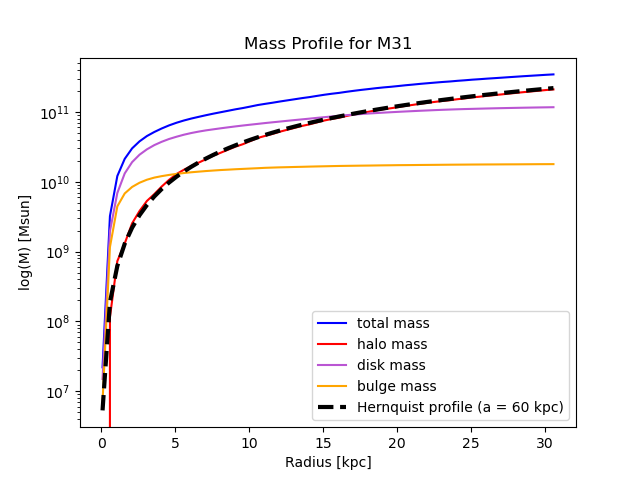 Mass Profile for M31
log(M) [Msun]
10^11
10^10
10^9
10^8
10^7
total mass
halo mass
disk mass
bulge mass
Hernquist profile (a = 60 kpc)
0 5 10 15 20 25 30
Radius [kpc]